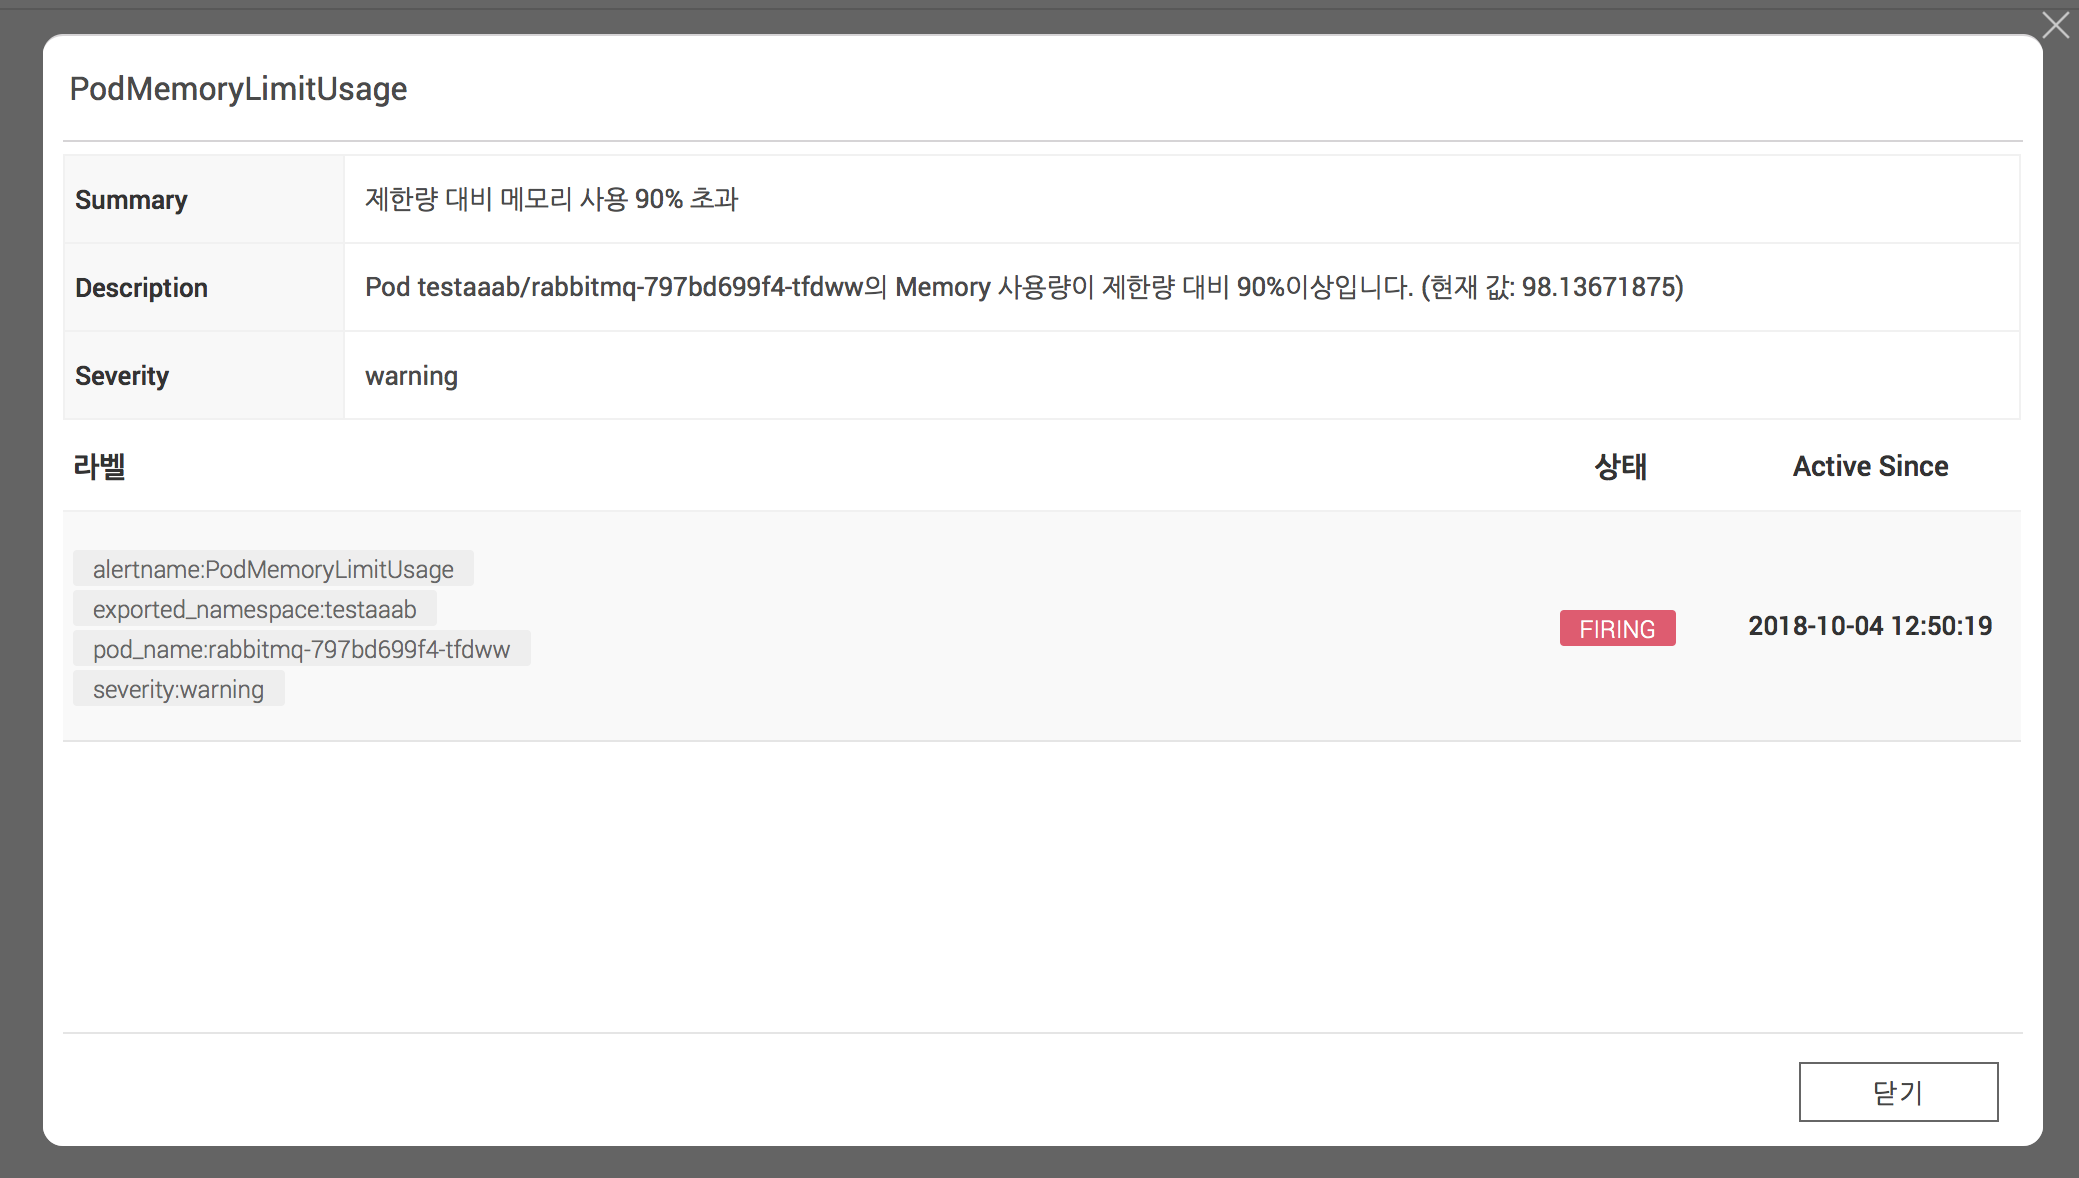 PodMemoryLimitUsage
Summary 제한량 대비 메모리 사용 90% 초과
Description Pod testaaab/rabbitmq-797bd699f4-tfdww의 Memory 사용량이 제한량 대비 90%이상입니다. (현재 값: 98.13671875)
Severity warning
라벨 상태 Active Since
alertname:PodMemoryLimitUsage
exported_namespace:testaaab
pod_name:rabbitmq-797bd699f4-tfdww
severity:warning
FIRING 2018-10-04 12:50:19
닫기